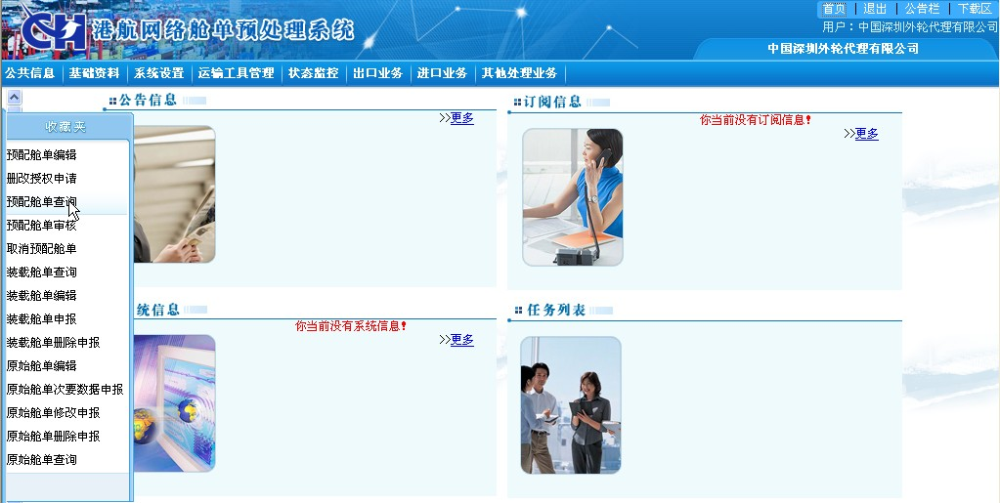 首页 | 退出 | 公告栏 | 下载区
CH 港航网络舱单预处理系统
用户：中国深圳外轮代理有限公司
中国深圳外轮代理有限公司
公共信息 基础资料 系统设置 运输工具管理 状态监控 出口业务 进口业务 其他处理业务
公告信息
>>更多
订阅信息
你当前没有订阅信息!
>>更多
收藏夹
预配舱单编辑
删改授权申请
预配舱单查询
预配舱单审核
取消预配舱单
装载舱单查询
装载舱单编辑
装载舱单申报
装载舱单删除申报
原始舱单编辑
原始舱单次要数据申报
原始舱单修改申报
原始舱单删除申报
原始舱单查询
统信息
你当前没有系统信息!
>>更多
任务列表